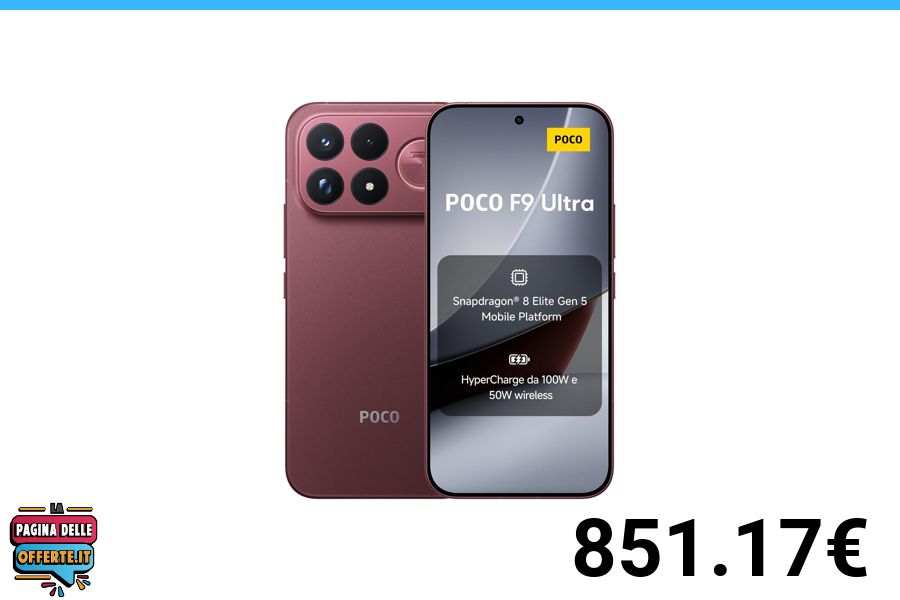 POCO
POCO F9 Ultra
Snapdragon® 8 Elite Gen 5
Mobile Platform
HyperCharge da 100W e
50W wireless
POCO
LA
PAGINA DELLE
OFFERTE.IT
851.17€